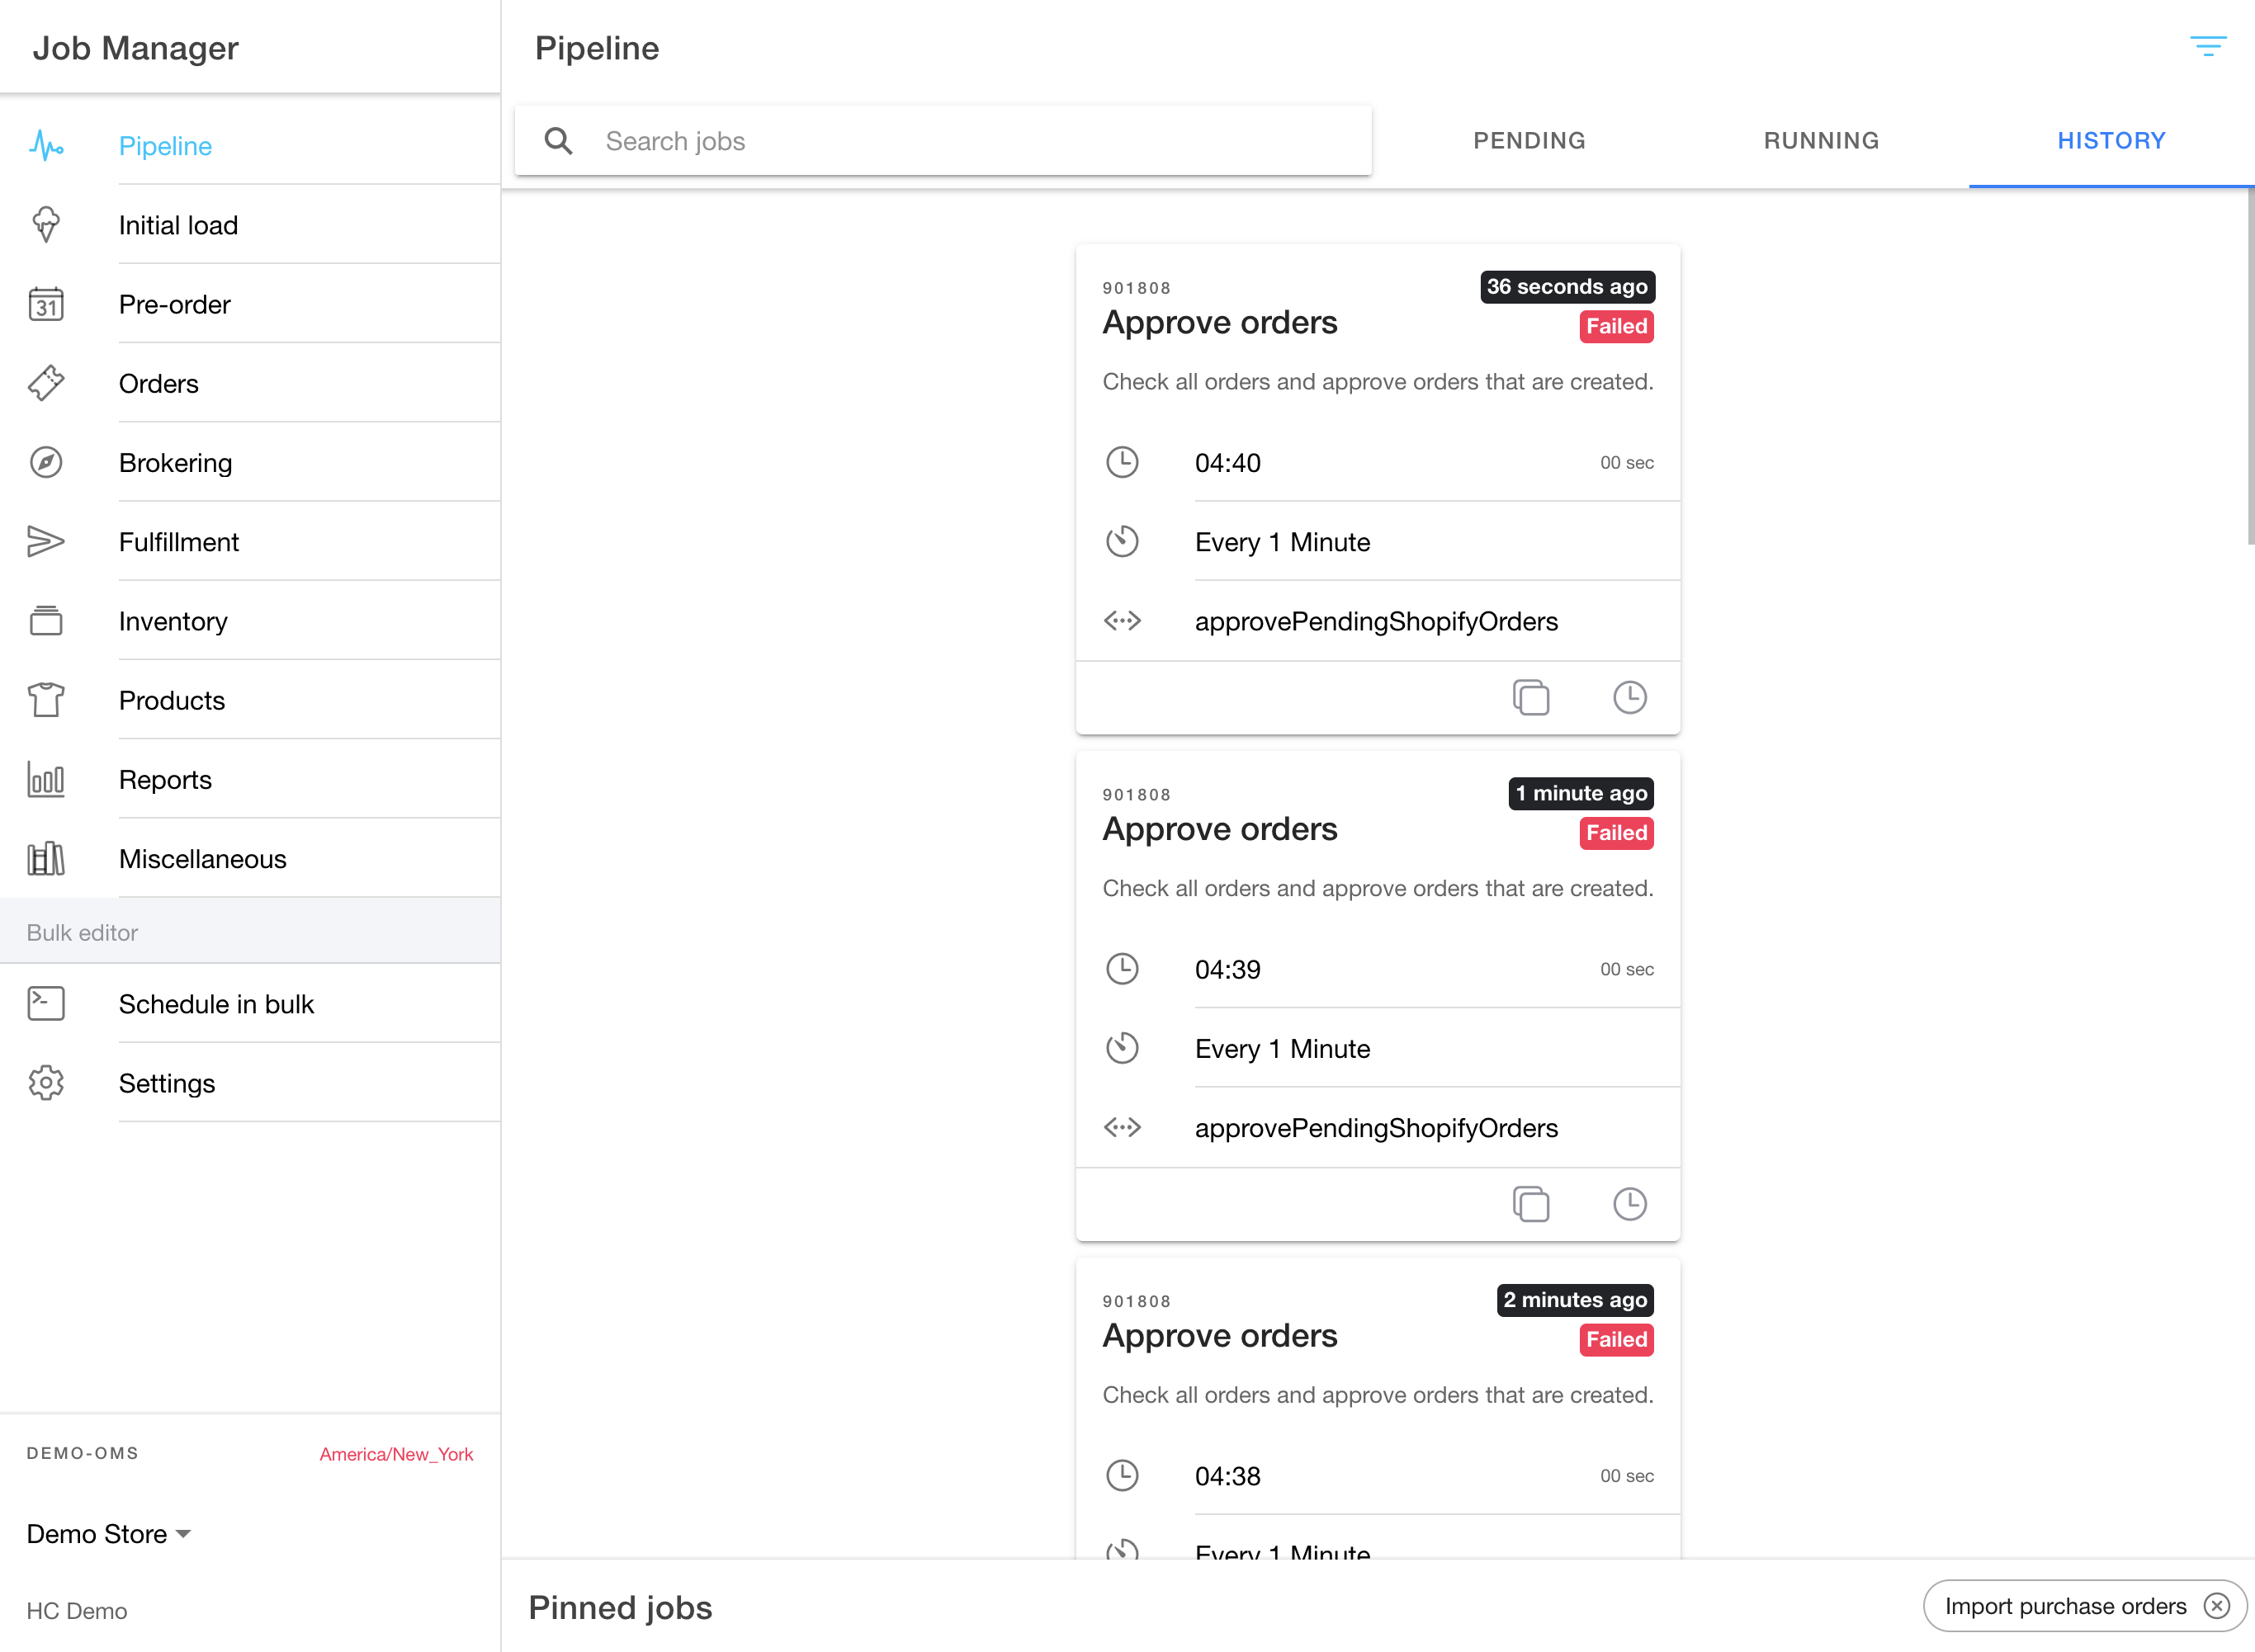 Job Manager
Pipeline
Initial load
31
Pre-order
Orders
Brokering
Fulfillment
Inventory
Products
Reports
Miscellaneous
Bulk editor
Schedule in bulk
Settings
DEMO-OMS America/New_York
Demo Store
HC Demo
Pipeline
Search jobs
PENDING RUNNING HISTORY
901808 36 seconds ago
Approve orders Failed
Check all orders and approve orders that are created.
04:40 00 sec
Every 1 Minute
approvePendingShopifyOrders
901808 1 minute ago
Approve orders Failed
Check all orders and approve orders that are created.
04:39 00 sec
Every 1 Minute
approvePendingShopifyOrders
901808 2 minutes ago
Approve orders Failed
Check all orders and approve orders that are created.
04:38 00 sec
Every 1 Minute
Pinned jobs Import purchase orders